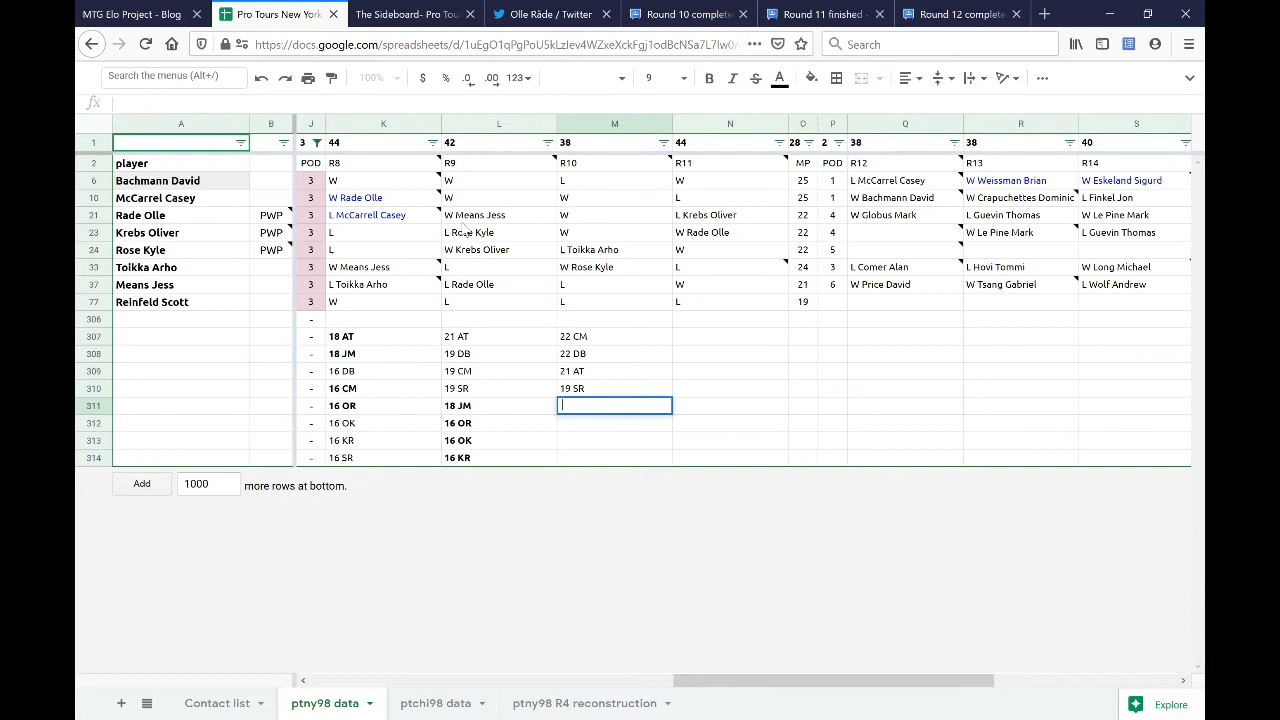 MTG Elo Project - Blog
Pro Tours New York
The Sideboard- Pro Tou
Olle Råde / Twitter
Round 10 complete
Round 11 finished -
Round 12 complete
Search
Search the menus (Alt+/)
100%
$ % .0 .00 123
9
B I S A
fx
A B J K L M N O P Q R S
1 3 44 42 38 44 28 2 38 38 40
2 player POD R8 R9 R10 R11 MP POD R12 R13 R14
6 Bachmann David 3 W W L W 25 1 L McCarrel Casey W Weissman Brian W Eskeland Sigurd
10 McCarrel Casey 3 W Rade Olle W W L 25 1 W Bachmann David W Crapuchettes Dominic L Finkel Jon
21 Rade Olle PWP 3 L McCarrell Casey W Means Jess W L Krebs Oliver 22 4 W Globus Mark L Guevin Thomas W Le Pine Mark
23 Krebs Oliver PWP 3 L L Rose Kyle W W Rade Olle 22 4 W Le Pine Mark L Guevin Thomas
24 Rose Kyle PWP 3 L W Krebs Oliver L Toikka Arho W 22 5
33 Toikka Arho 3 W Means Jess L W Rose Kyle L 24 3 L Comer Alan L Hovi Tommi W Long Michael
37 Means Jess 3 L Toikka Arho L Rade Olle L W 21 6 W Price David W Tsang Gabriel L Wolf Andrew
77 Reinfeld Scott 3 W L L L 19
306 -
307 - 18 AT 21 AT 22 CM
308 - 18 JM 19 DB 22 DB
309 - 16 DB 19 CM 21 AT
310 - 16 CM 19 SR 19 SR
311 - 16 OR 18 JM
312 - 16 OK 16 OR
313 - 16 KR 16 OK
314 - 16 SR 16 KR
Add 1000 more rows at bottom.
Contact list ptny98 data ptchi98 data ptny98 R4 reconstruction
Explore